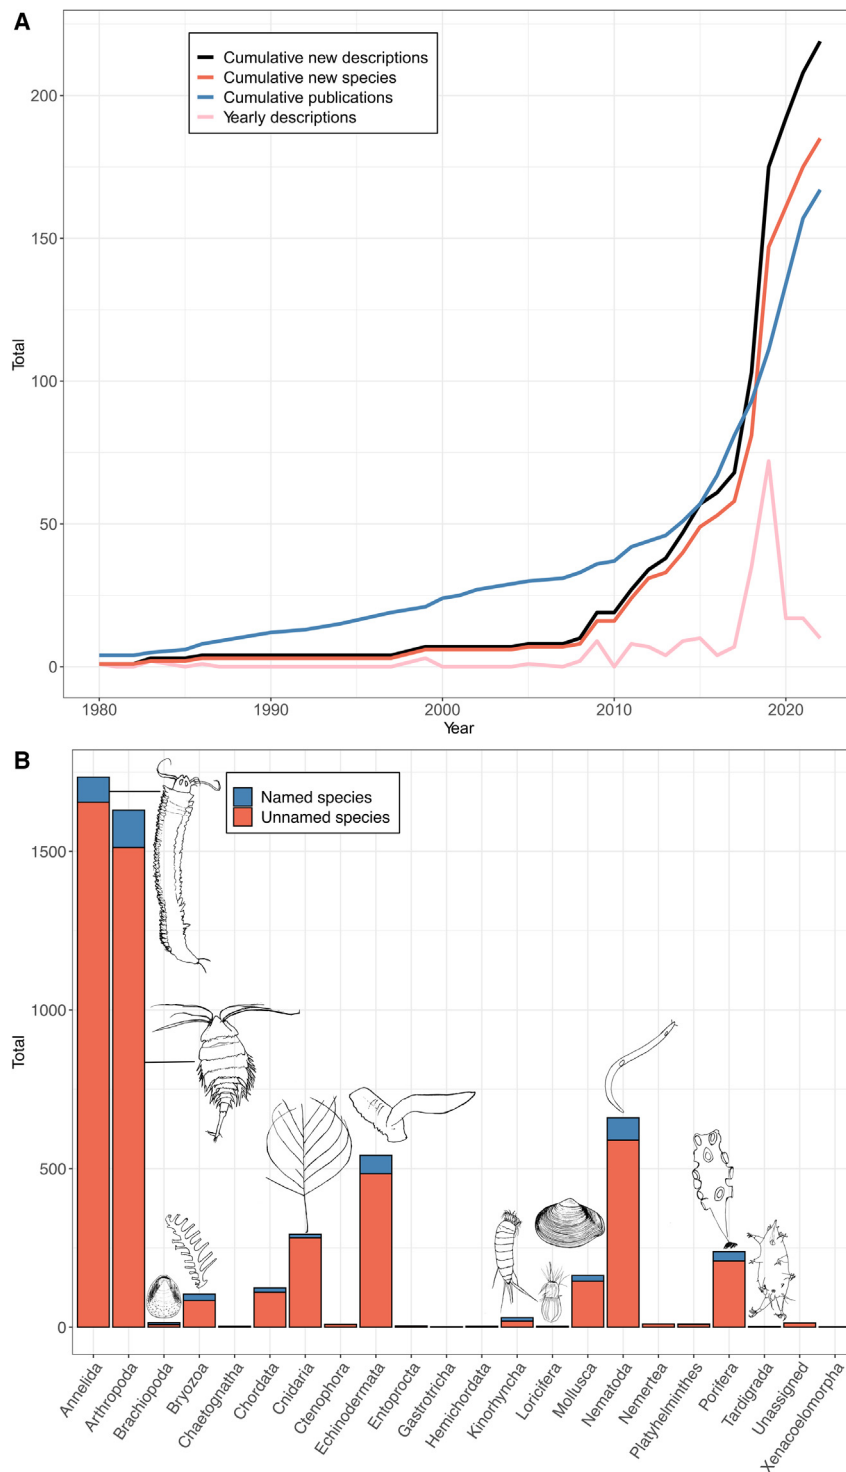 A
Cumulative new descriptions
Cumulative new species
Cumulative publications
Yearly descriptions
200
150
100
50
0
Total
1980
1990
2000
2010
2020
Year
B
Named species
Unnamed species
1500
1000
500
0
Total
Annelida
Arthropoda
Brachiopoda
Bryozoa
Chaetognatha
Chordata
Cnidaria
Ctenophora
Echinodermata
Entoprocta
Gastrotricha
Hemichordata
Kinorhyncha
Loricifera
Mollusca
Nematoda
Nemertea
Platyhelminthes
Porifera
Tardigrada
Unassigned
Xenacoelomorpha